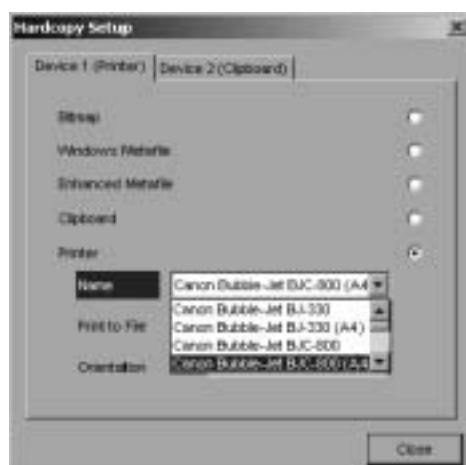 Hardcopy Setup
Device 1 (Printer) Device 2 (Clipboard)
Bitmap
Windows Metafile
Enhanced Metafile
Clipboard
Printer
Name Canon Bubble-Jet BJC-800 (A4
Canon Bubble-Jet BJ-330
Print to File Canon Bubble-Jet BJ-330 (A4)
Canon Bubble-Jet BJC-800
Orientation Canon Bubble-Jet BJC-800 (A4
Close